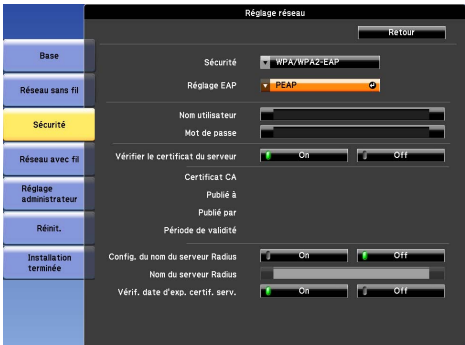 Réglage réseau
Retour
Base
Réseau sans fil
Sécurité
Réseau avec fil
Réglage
administrateur
Réinit.
Installation
terminée
Sécurité WPA/WPA2-EAP
Réglage EAP PEAP
Nom utilisateur
Mot de passe
Vérifier le certificat du serveur On Off
Certificat CA
Publié à
Publié par
Période de validité
Config. du nom du serveur Radius On Off
Nom du serveur Radius
Vérif. date d'exp. certif. serv. On Off